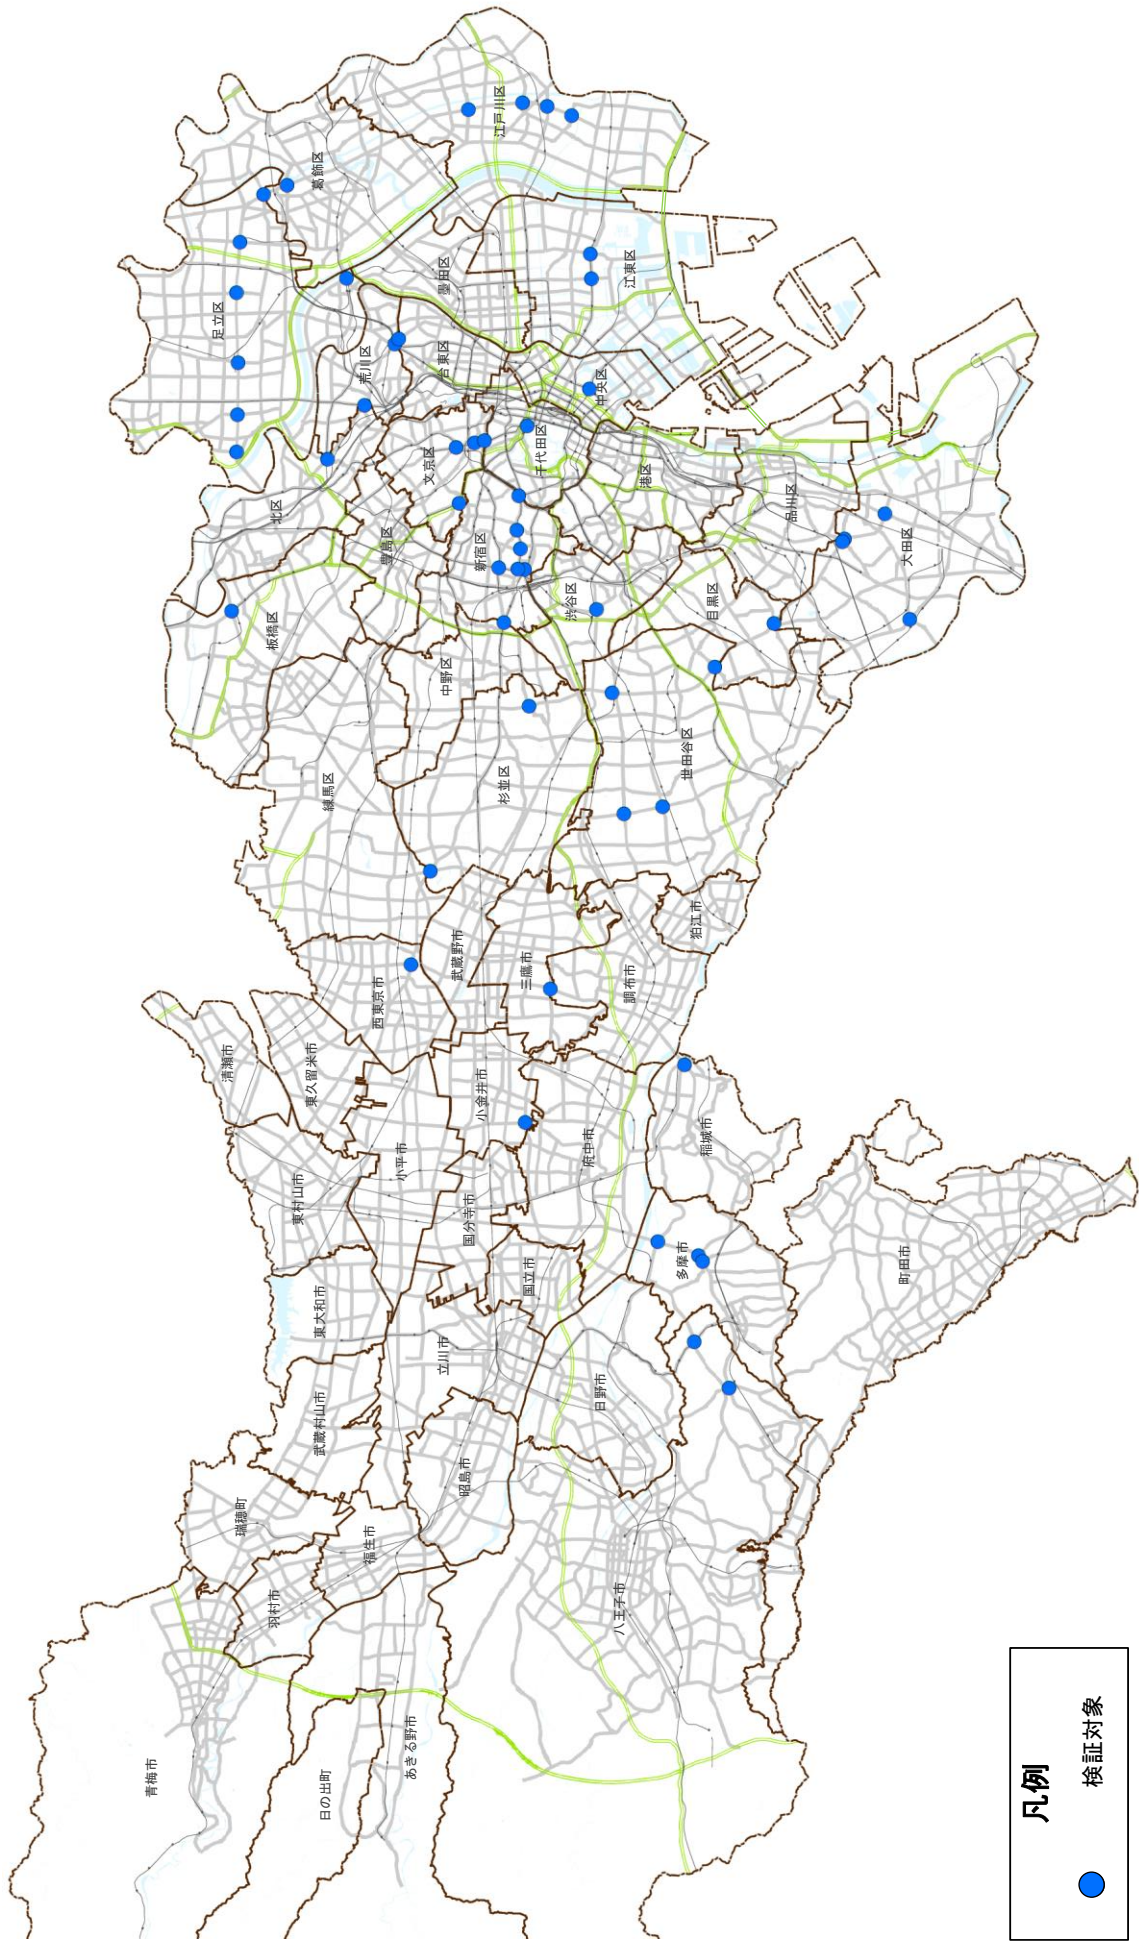 青梅市
日の出町
あきる野市
羽村市
瑞穂町
福生市
八王子市
昭島市
武蔵村山市
日野市
立川市
東大和市
国立市
多摩市
町田市
国分寺市
東村山市
小平市
府中市
稲城市
小金井市
東久留米市
清瀬市
西東京市
三鷹市
調布市
武蔵野市
狛江市
練馬区
杉並区
世田谷区
中野区
板橋区
渋谷区
目黒区
豊島区
新宿区
大田区
北区
品川区
港区
文京区
千代田区
中央区
荒川区
台東区
足立区
墨田区
江東区
葛飾区
江戸川区
凡例
検証対象